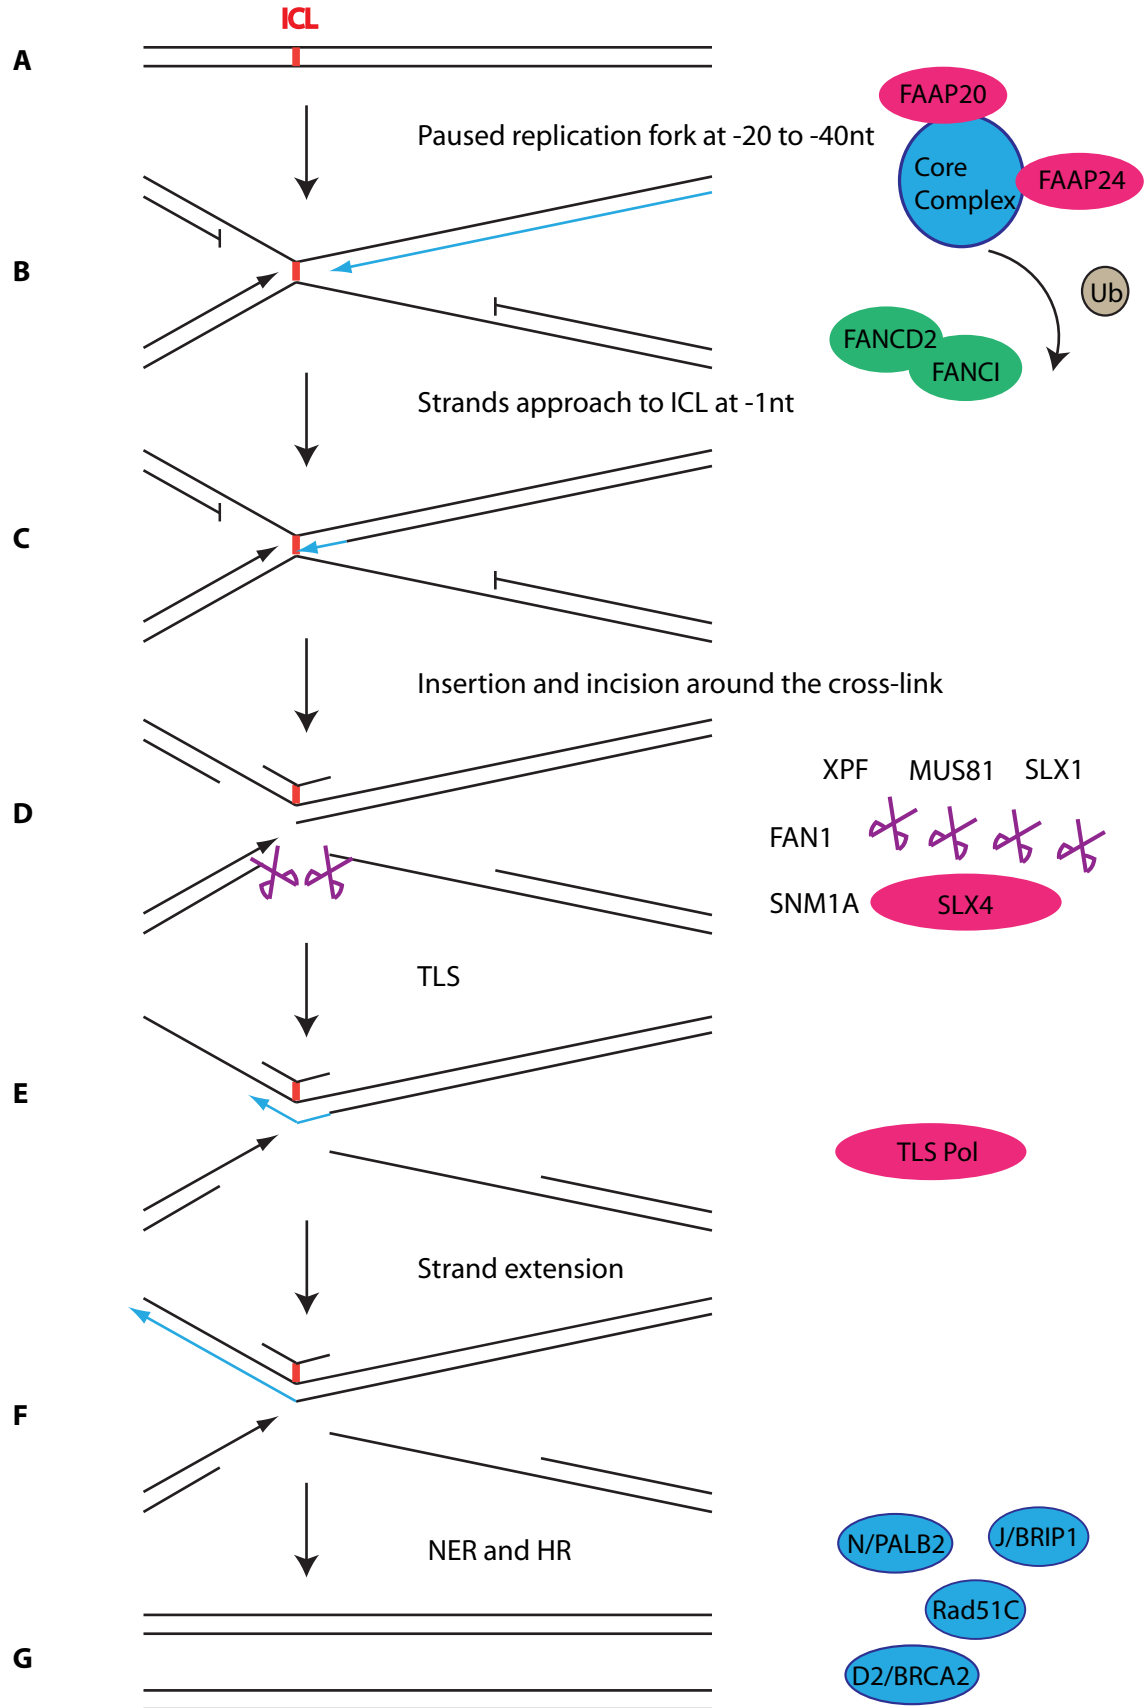 ICL
A
FAAP20
Paused replication fork at -20 to -40nt
Core
Complex
FAAP24
B
Ub
FANCD2
FANCI
Strands approach to ICL at -1nt
C
Insertion and incision around the cross-link
XPF MUS81 SLX1
D
FAN1
SNM1A SLX4
TLS
E
TLS Pol
Strand extension
F
N/PALB2 J/BRIP1
NER and HR
Rad51C
G
D2/BRCA2